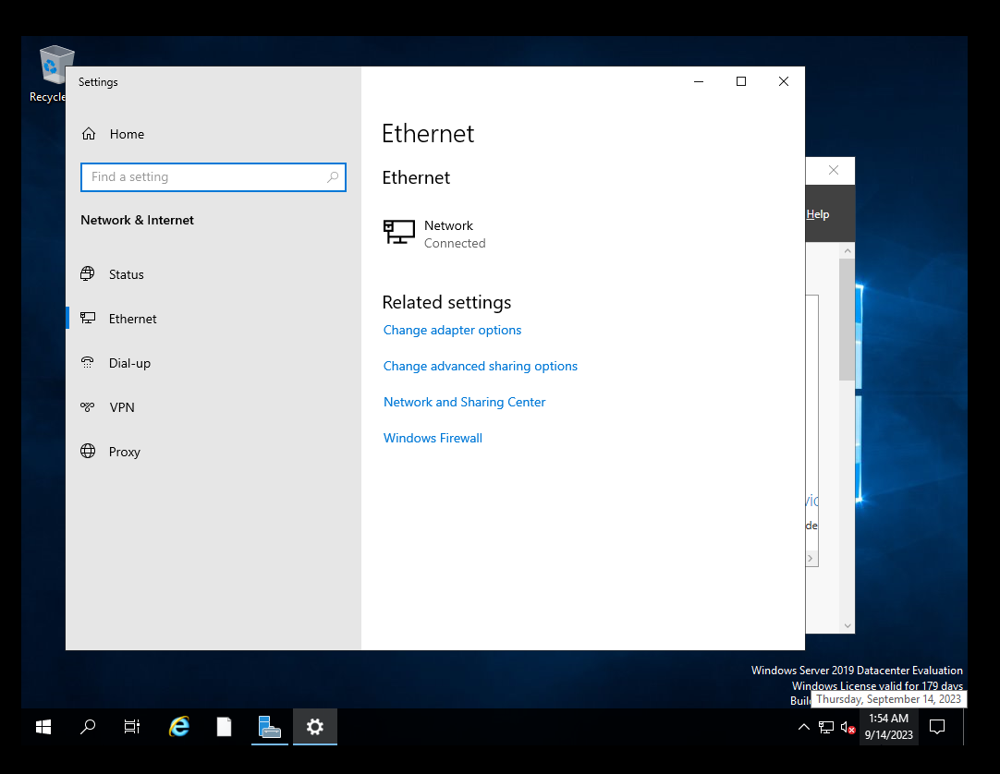 Recycle
Settings
Home
Find a setting
Network & Internet
Status
Ethernet
Dial-up
VPN
Proxy
Ethernet
Ethernet
Network
Connected
Related settings
Change adapter options
Change advanced sharing options
Network and Sharing Center
Windows Firewall
Help
de
Windows Server 2019 Datacenter Evaluation
Windows License valid for 179 days
Buil
Thursday, September 14, 2023
1:54 AM
9/14/2023